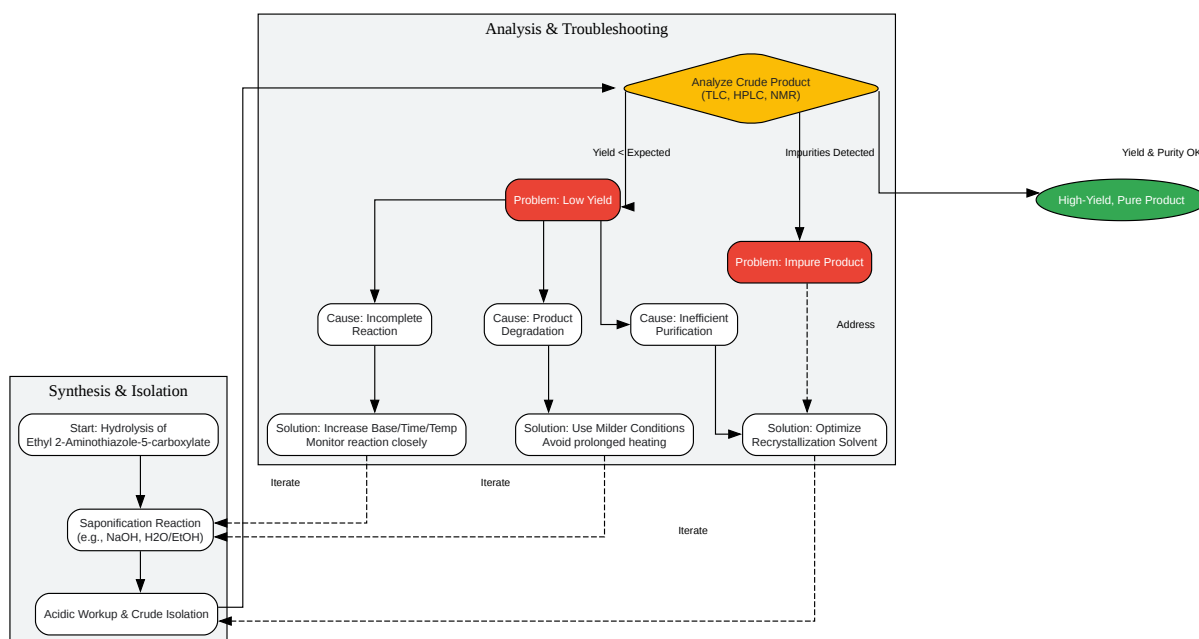 Analysis & Troubleshooting
Analyze Crude Product
(TLC, HPLC, NMR)
Yield < Expected
Impurities Detected
Yield & Purity OK
Problem: Low Yield
High-Yield, Pure Product
Problem: Impure Product
Cause: Incomplete
Reaction
Cause: Product
Degradation
Cause: Inefficient
Purification
Address
Synthesis & Isolation
Start: Hydrolysis of
Ethyl 2-Aminothiazole-5-carboxylate
Solution: Increase Base/Time/Temp
Monitor reaction closely
Solution: Use Milder Conditions
Avoid prolonged heating
Solution: Optimize
Recrystallization Solvent
Iterate
Iterate
Saponification Reaction
(e.g., NaOH, H2O/EtOH)
Iterate
Acidic Workup & Crude Isolation